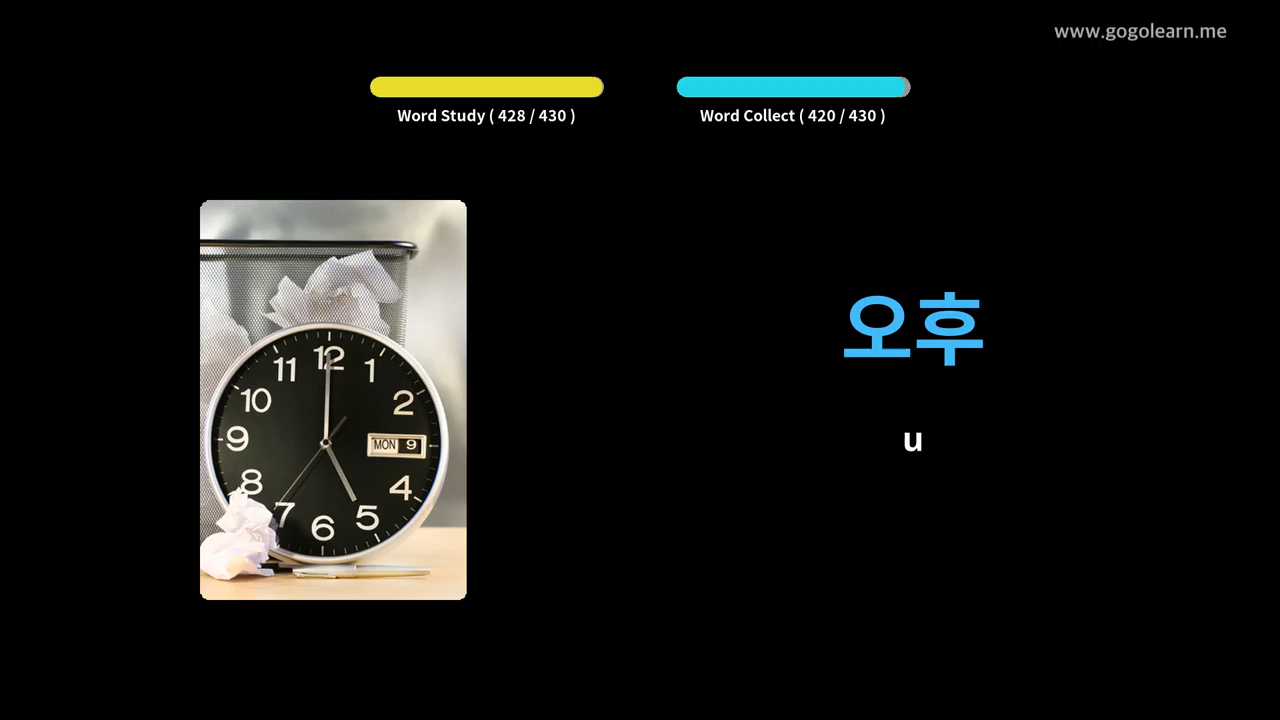 www.gogolearn.me
Word Study ( 428 / 430 )
Word Collect ( 420 / 430 )
오후
u
12
1
2
MON 9
4
5
6
7
8
9
10
11